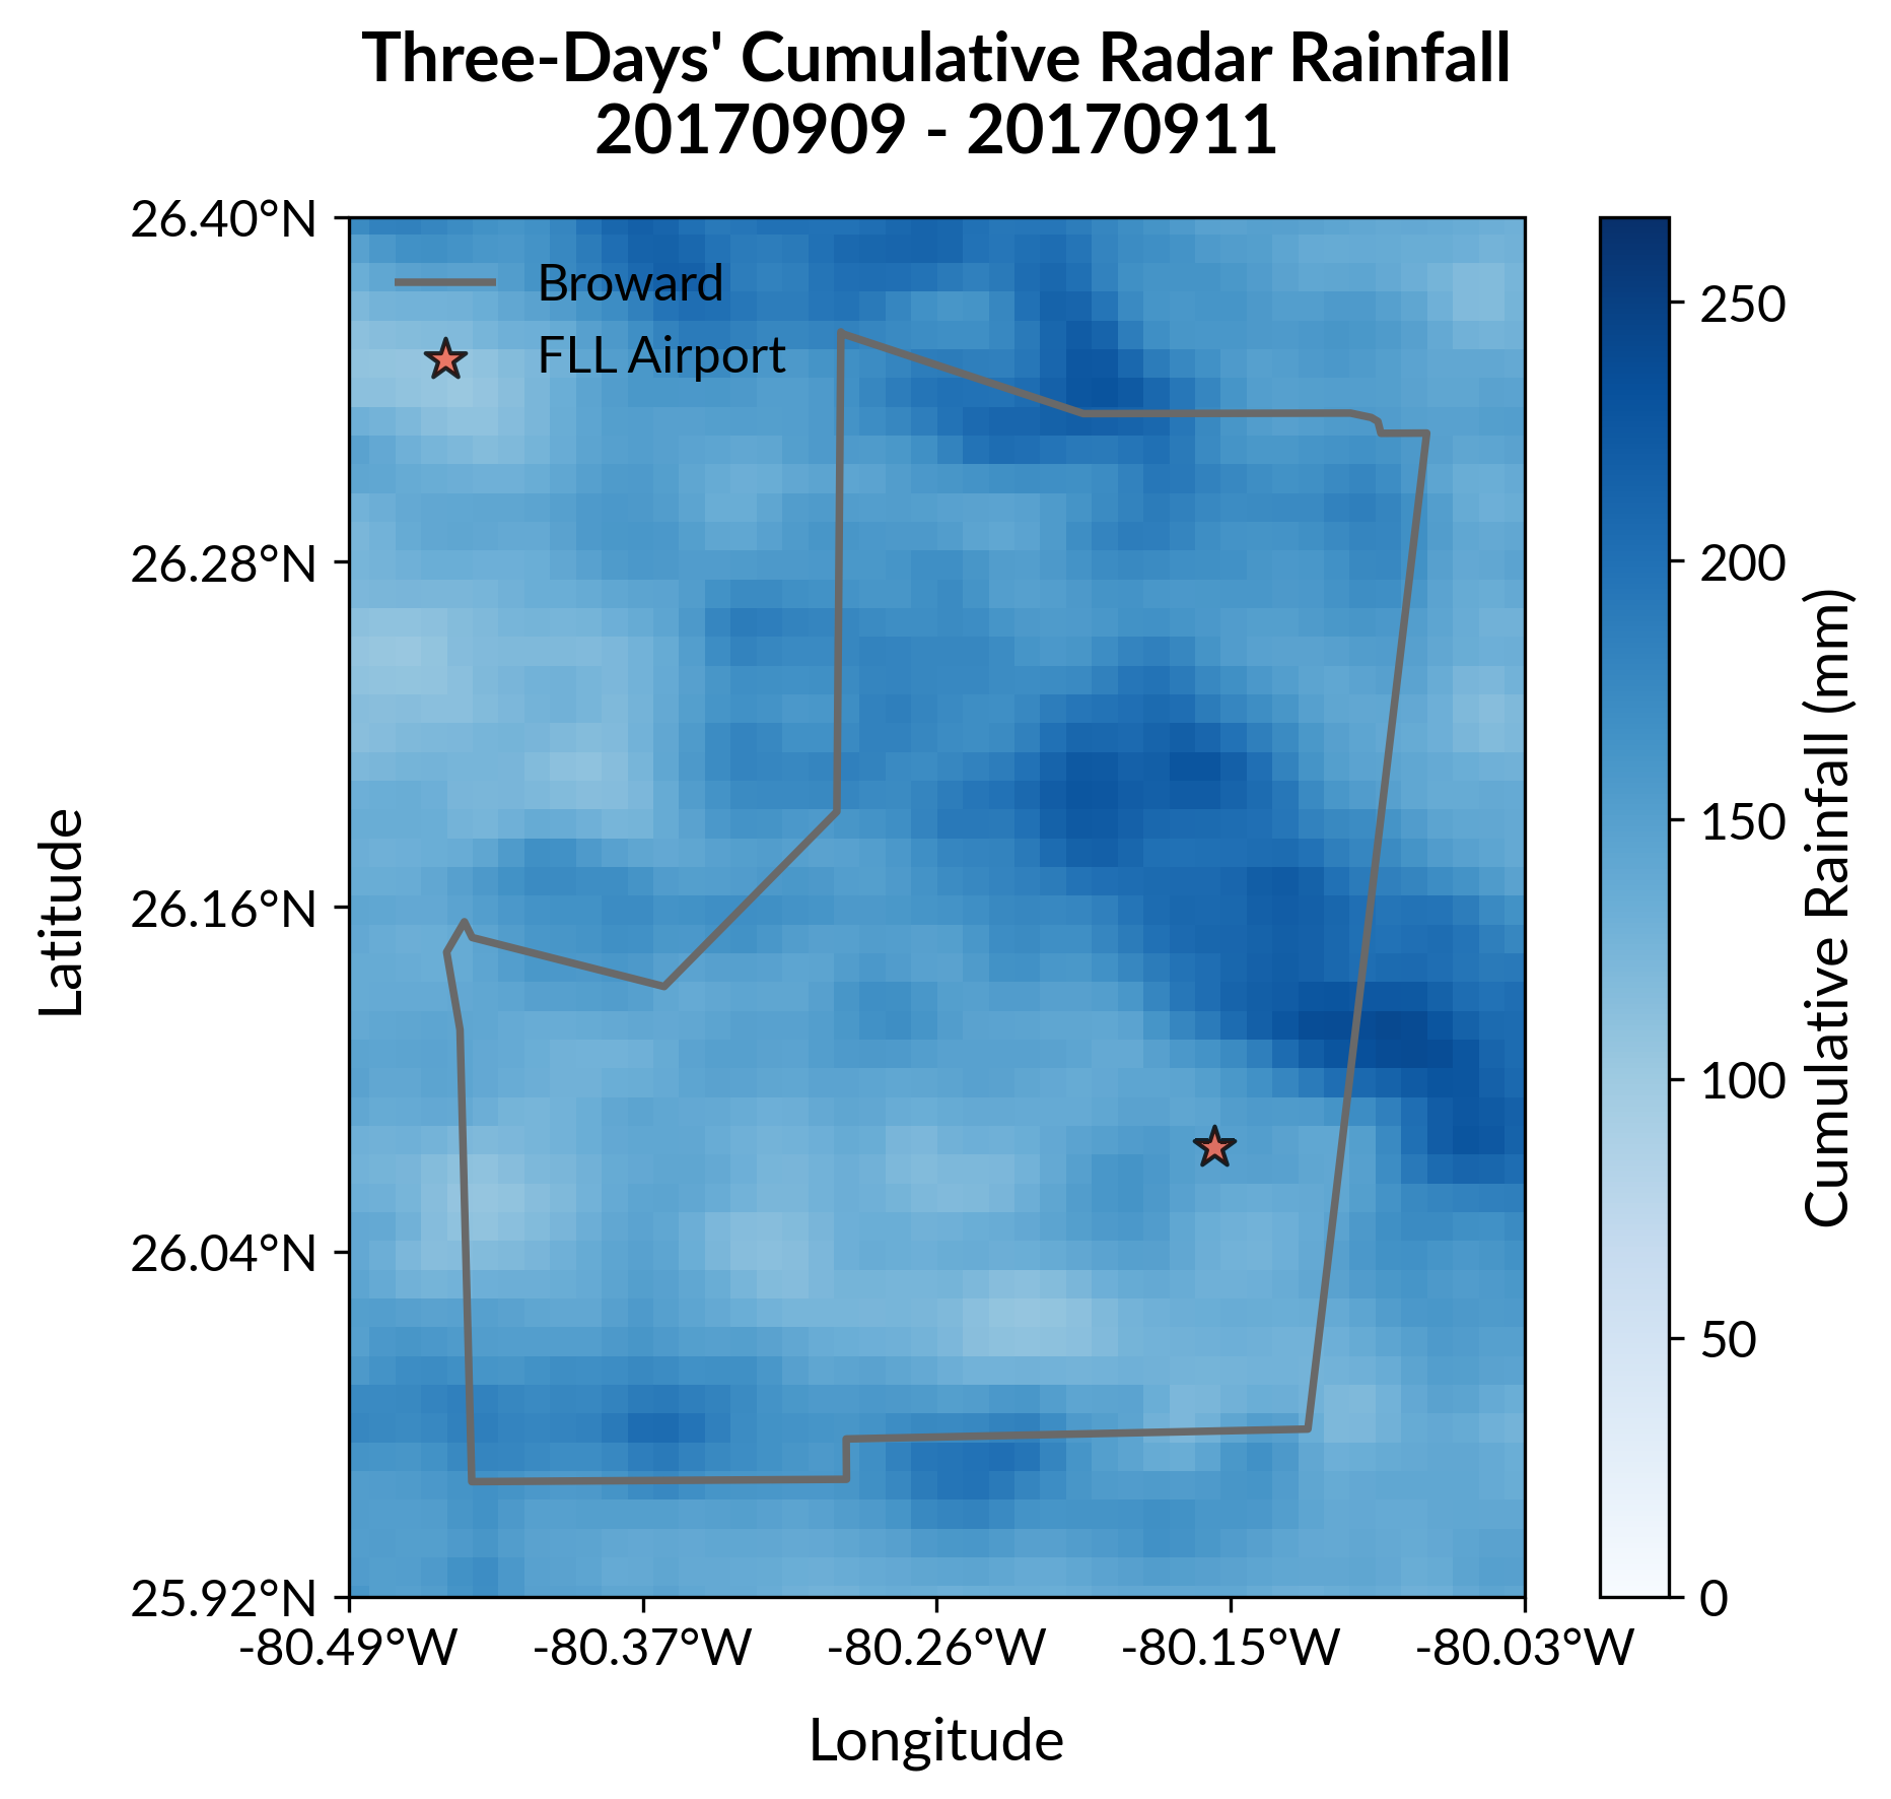 Three-Days' Cumulative Radar Rainfall
20170909 - 20170911
26.40°N
26.28°N
26.16°N
26.04°N
25.92°N
Latitude
Broward
FLL Airport
-80.49°W
-80.37°W
-80.26°W
-80.15°W
-80.03°W
Longitude
250
200
150
100
50
0
Cumulative Rainfall (mm)